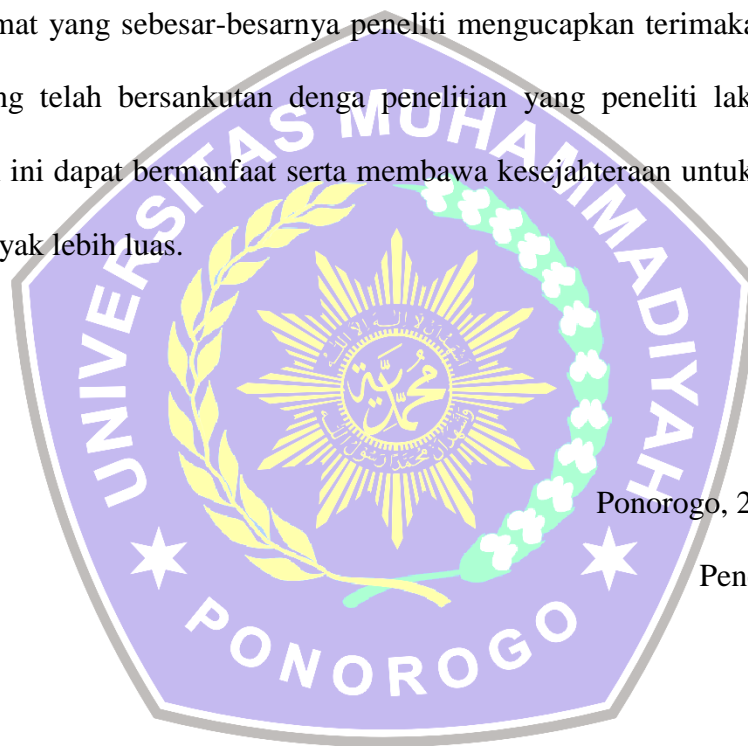 mat yang sebesar-besarnya peneliti mengucapkan terimaka
ng telah bersankutan denga penelitian yang peneliti lak
ini dapat bermanfaat serta membawa kesejahteraan untuk
yak lebih luas.
UNIVERSITAS MUHAMMADIYAH
محمدية
Ponorogo, 2
Pen
PONOROGO